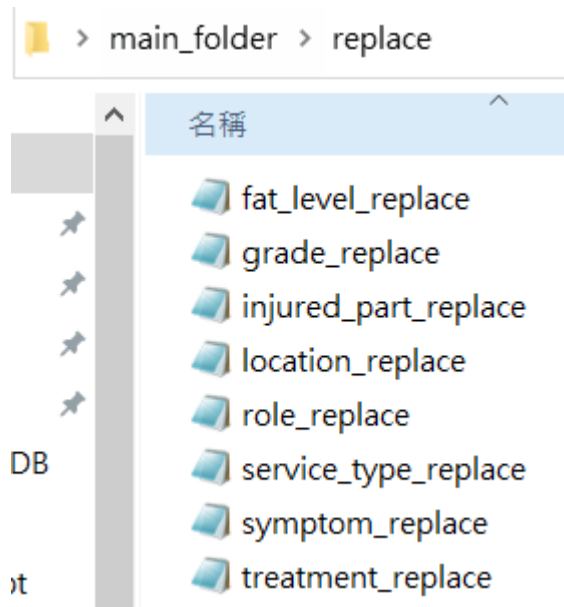 main_folder > replace
名稱
fat_level_replace
grade_replace
injured_part_replace
location_replace
role_replace
DB
service_type_replace
symptom_replace
treatment_replace